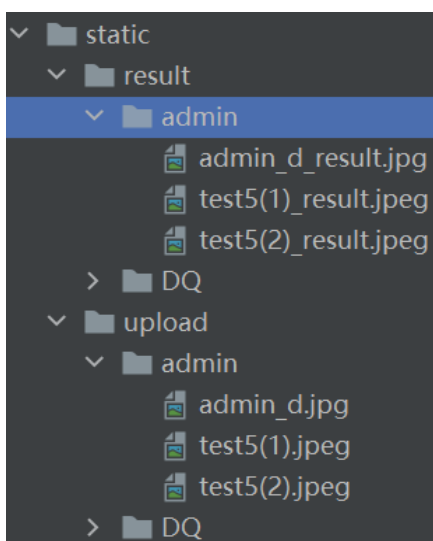 static
result
admin
admin_d_result.jpg
test5(1)_result.jpeg
test5(2)_result.jpeg
DQ
upload
admin
admin_d.jpg
test5(1).jpeg
test5(2).jpeg
DQ